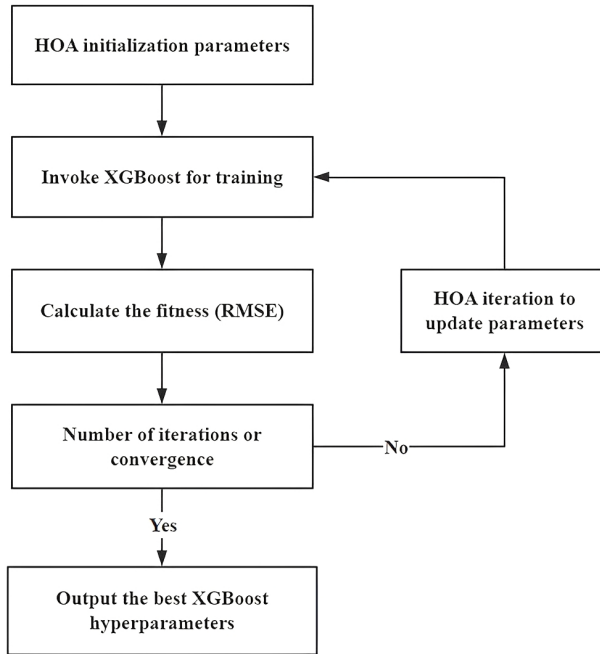 HOA initialization parameters
Invoke XGBoost for training
Calculate the fitness (RMSE)
HOA iteration to
update parameters
Number of iterations or
convergence
No
Yes
Output the best XGBoost
hyperparameters